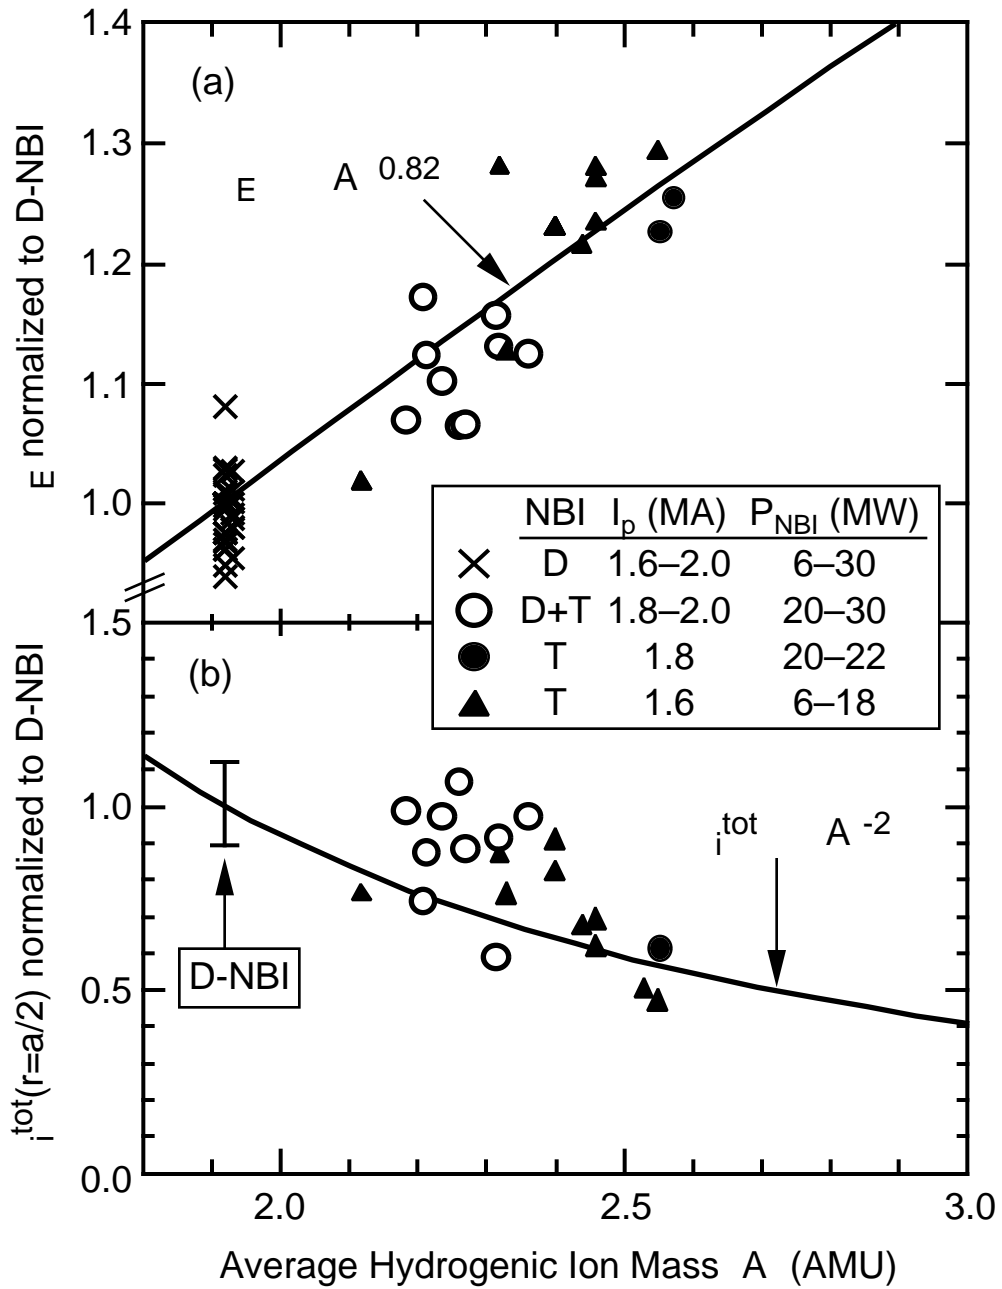 1.4
(a)
1.3
E A 0.82
1.2
1.1
1.0
E normalized to D-NBI
NBI Ip (MA) PNBI (MW)
D 1.6–2.0 6–30
D+T 1.8–2.0 20–30
T 1.8 20–22
T 1.6 6–18
1.5
(b)
1.0
i tot A -2
D-NBI
0.5
0.0
i tot(r=a/2) normalized to D-NBI
2.0 2.5 3.0
Average Hydrogenic Ion Mass A (AMU)